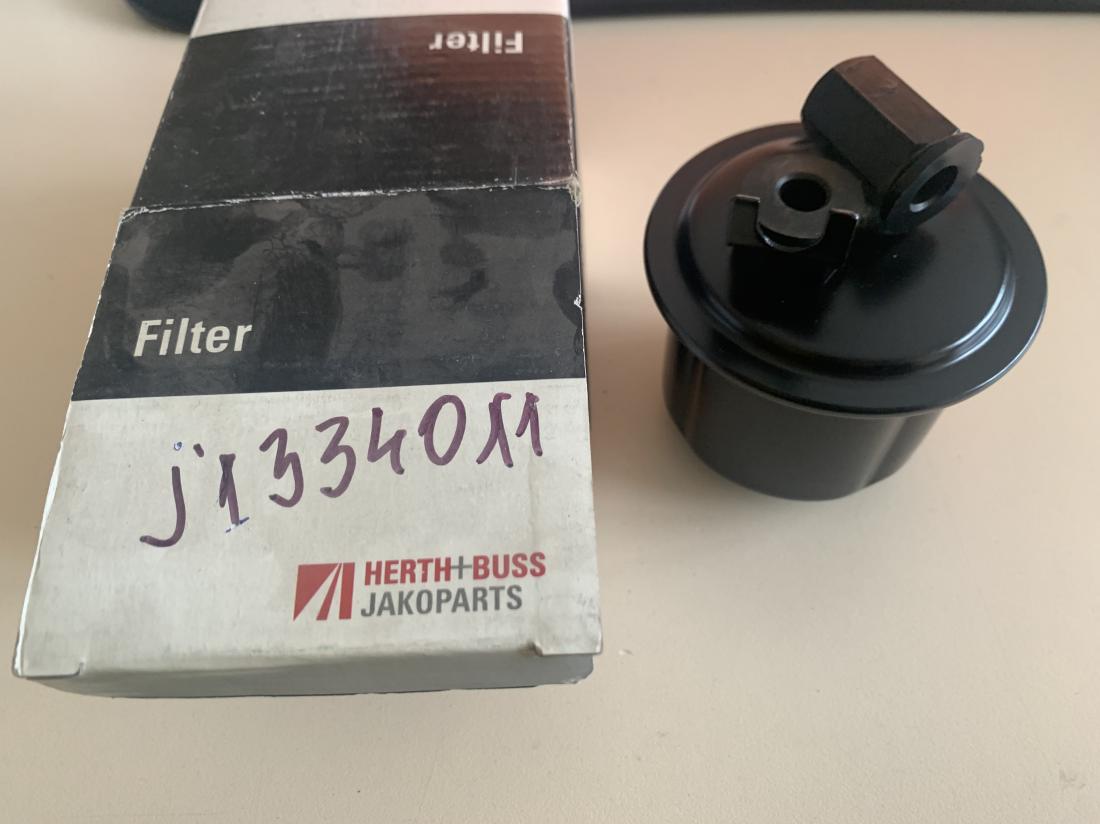 Filter
Filter
j1334011
HERTH+BUSS
JAKOPARTS